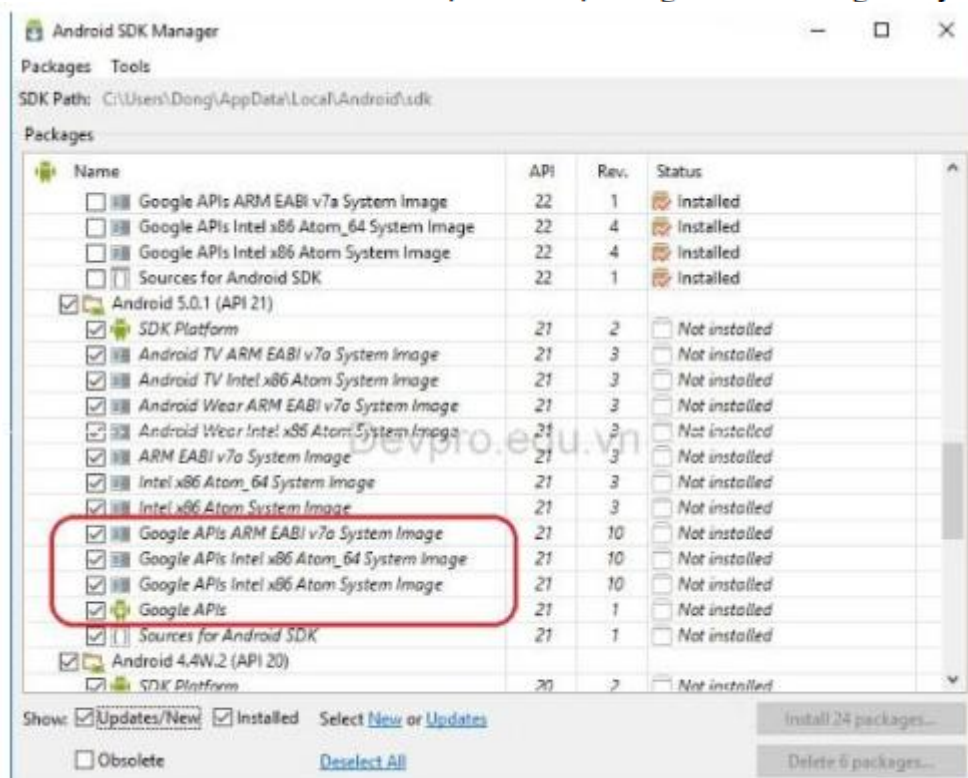 Android SDK Manager
Packages Tools
SDK Path: C:\Users\Dong\AppData\Local\Android\sdk
Packages
Name API Rev. Status
Google APIs ARM EABI v7a System Image 22 1 Installed
Google APIs Intel x86 Atom_64 System Image 22 4 Installed
Google APIs Intel x86 Atom System Image 22 4 Installed
Sources for Android SDK 22 1 Installed
Android 5.0.1 (API 21)
SDK Platform 21 2 Not installed
Android TV ARM EABI v7a System Image 21 3 Not installed
Android TV Intel x86 Atom System Image 21 3 Not installed
Android Wear ARM EABI v7a System Image 21 3 Not installed
Android Wear Intel x86 Atom System Image 21 3 Not installed
Devpro.edu.vn
ARM EABI v7a System Image 21 3 Not installed
Intel x86 Atom_64 System Image 21 3 Not installed
Intel x86 Atom System Image 21 3 Not installed
Google APIs ARM EABI v7a System Image 21 10 Not installed
Google APIs Intel x86 Atom_64 System Image 21 10 Not installed
Google APIs Intel x86 Atom System Image 21 10 Not installed
Google APIs 21 1 Not installed
Sources for Android SDK 21 1 Not installed
Android 4.4W.2 (API 20)
SDK Platform 20 2 Not installed
Show: Updates/New Installed Select New or Updates Install 24 packages...
Obsolete Deselect All Delete 6 packages...